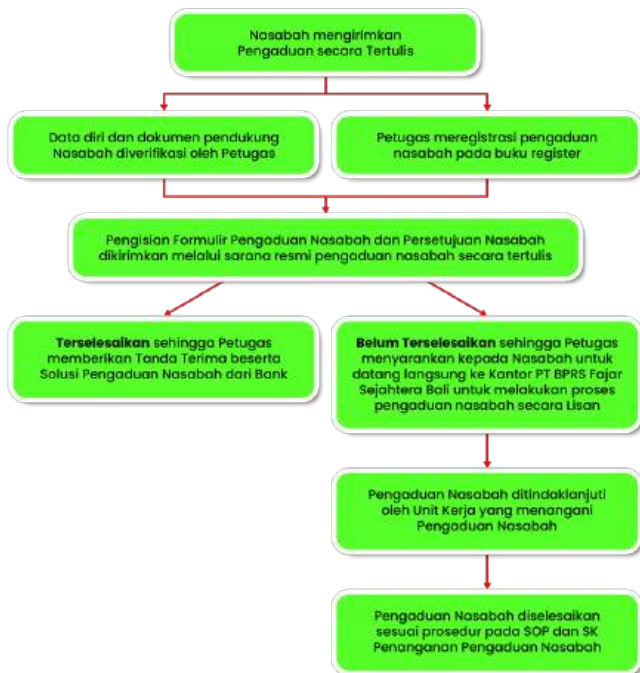 Nasabah mengirimkan
Pengaduan secara Tertulis
Data diri dan dokumen pendukung
Nasabah diverifikasi oleh Petugas
Petugas meregistrasi pengaduan
nasabah pada buku register
Pengisian Formulir Pengaduan Nasabah dan Persetujuan Nasabah
dikirimkan melalui sarana resmi pengaduan nasabah secara tertulis
Terselesaikan sehingga Petugas
memberikan Tanda Terima beserta
Solusi Pengaduan Nasabah dari Bank
Belum Terselesaikan sehingga Petugas
menyarankan kepada Nasabah untuk
datang langsung ke Kantor PT BPRS Fajar
Sejahtera Bali untuk melakukan proses
pengaduan nasabah secara Lisan
Pengaduan Nasabah ditindaklanjuti
oleh Unit Kerja yang menangani
Pengaduan Nasabah
Pengaduan Nasabah diselesaikan
sesuai prosedur pada SOP dan SK
Penanganan Pengaduan Nasabah